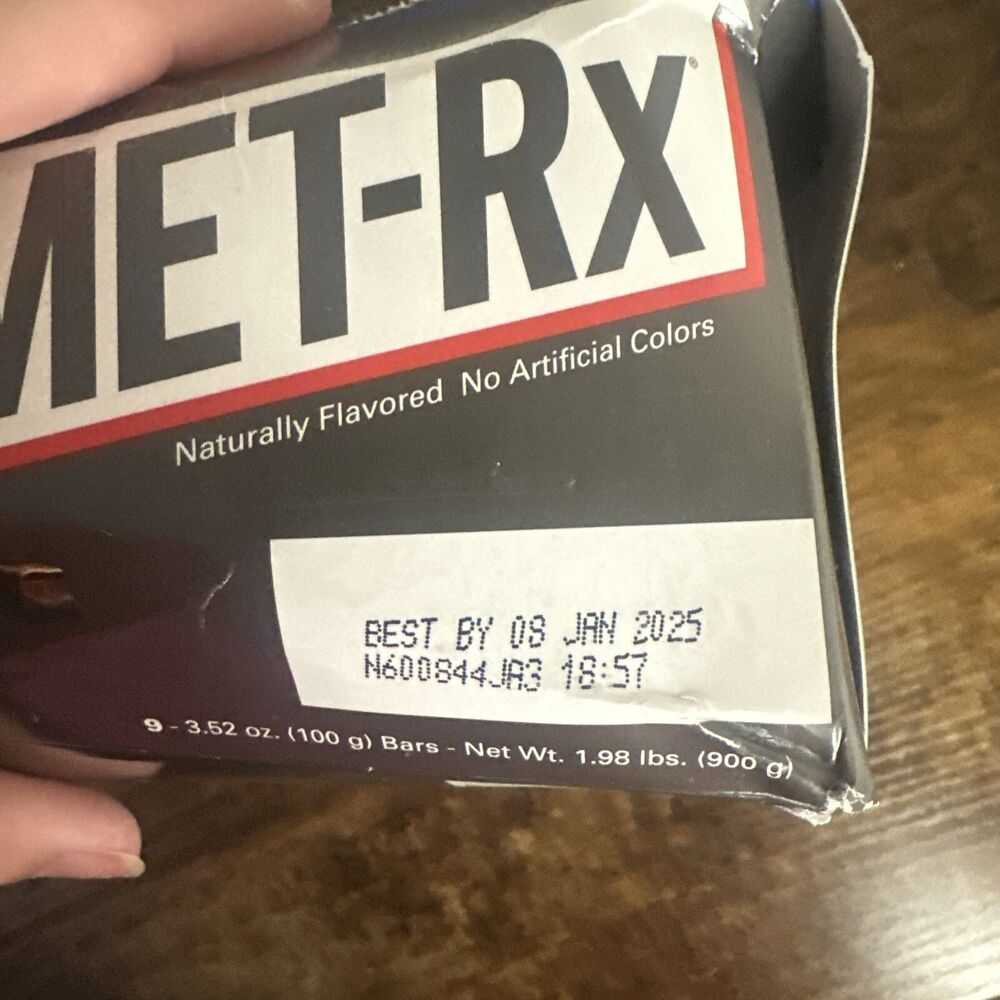 MET-Rx®
Naturally Flavored No Artificial Colors
BEST BY 08 JAN 2025
N600844JA3 18:57
9 - 3.52 oz. (100 g) Bars - Net Wt. 1.98 lbs. (900 g)